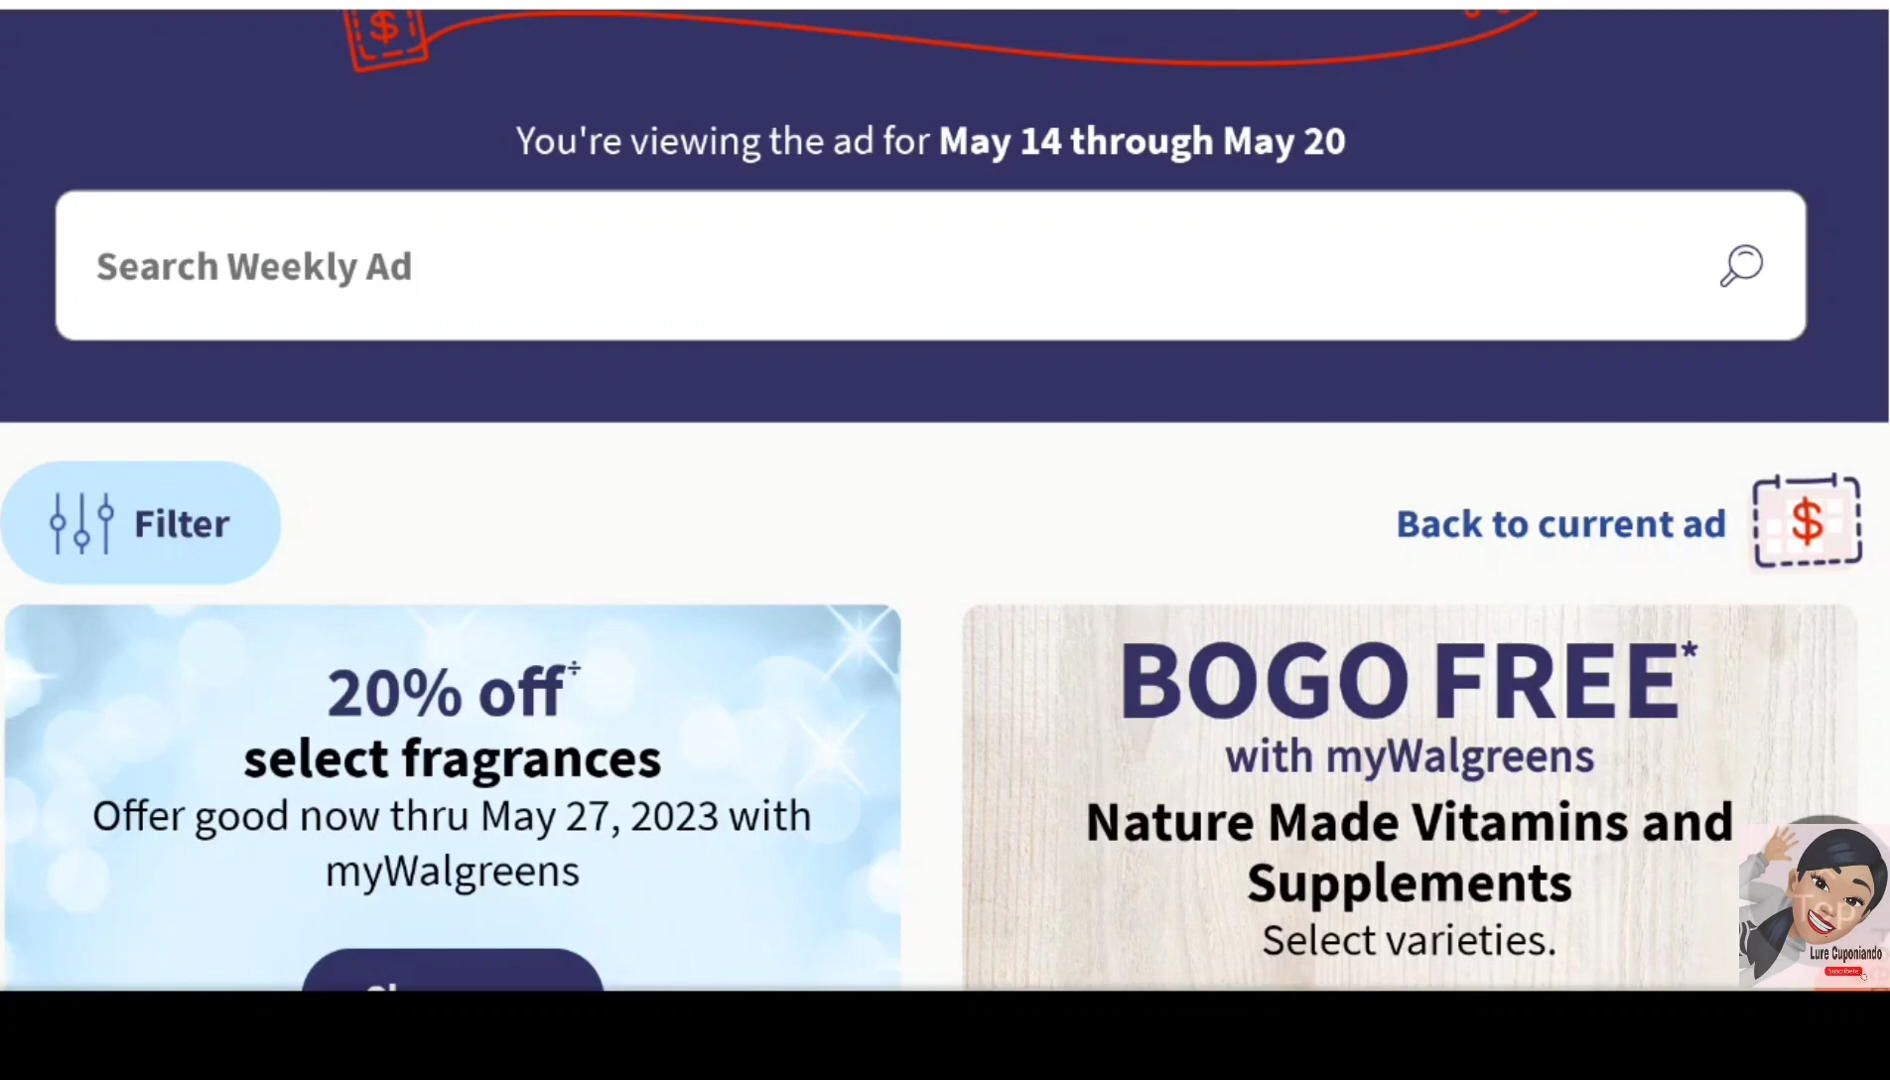 $
You're viewing the ad for May 14 through May 20
Search Weekly Ad
Filter
Back to current ad
$
20% off÷
select fragrances
Offer good now thru May 27, 2023 with
myWalgreens
BOGO FREE*
with myWalgreens
Nature Made Vitamins and
Supplements
Select varieties.
Top
Lure Cuponiando